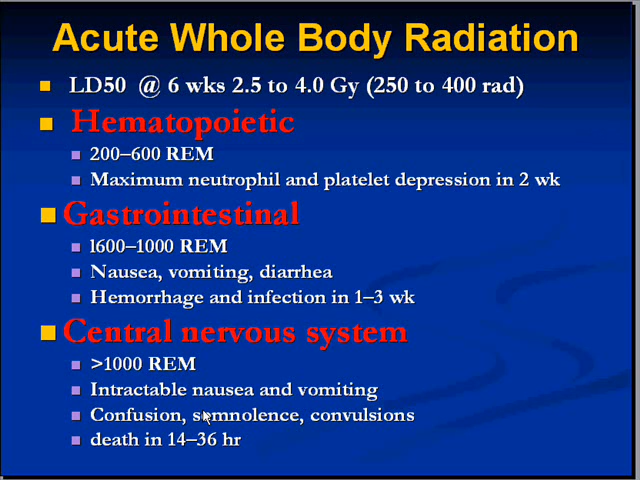 Acute Whole Body Radiation
LD50 @ 6 wks 2.5 to 4.0 Gy (250 to 400 rad)
Hematopoietic
200–600 REM
Maximum neutrophil and platelet depression in 2 wk
Gastrointestinal
l600–1000 REM
Nausea, vomiting, diarrhea
Hemorrhage and infection in 1–3 wk
Central nervous system
>1000 REM
Intractable nausea and vomiting
Confusion, somnolence, convulsions
death in 14–36 hr